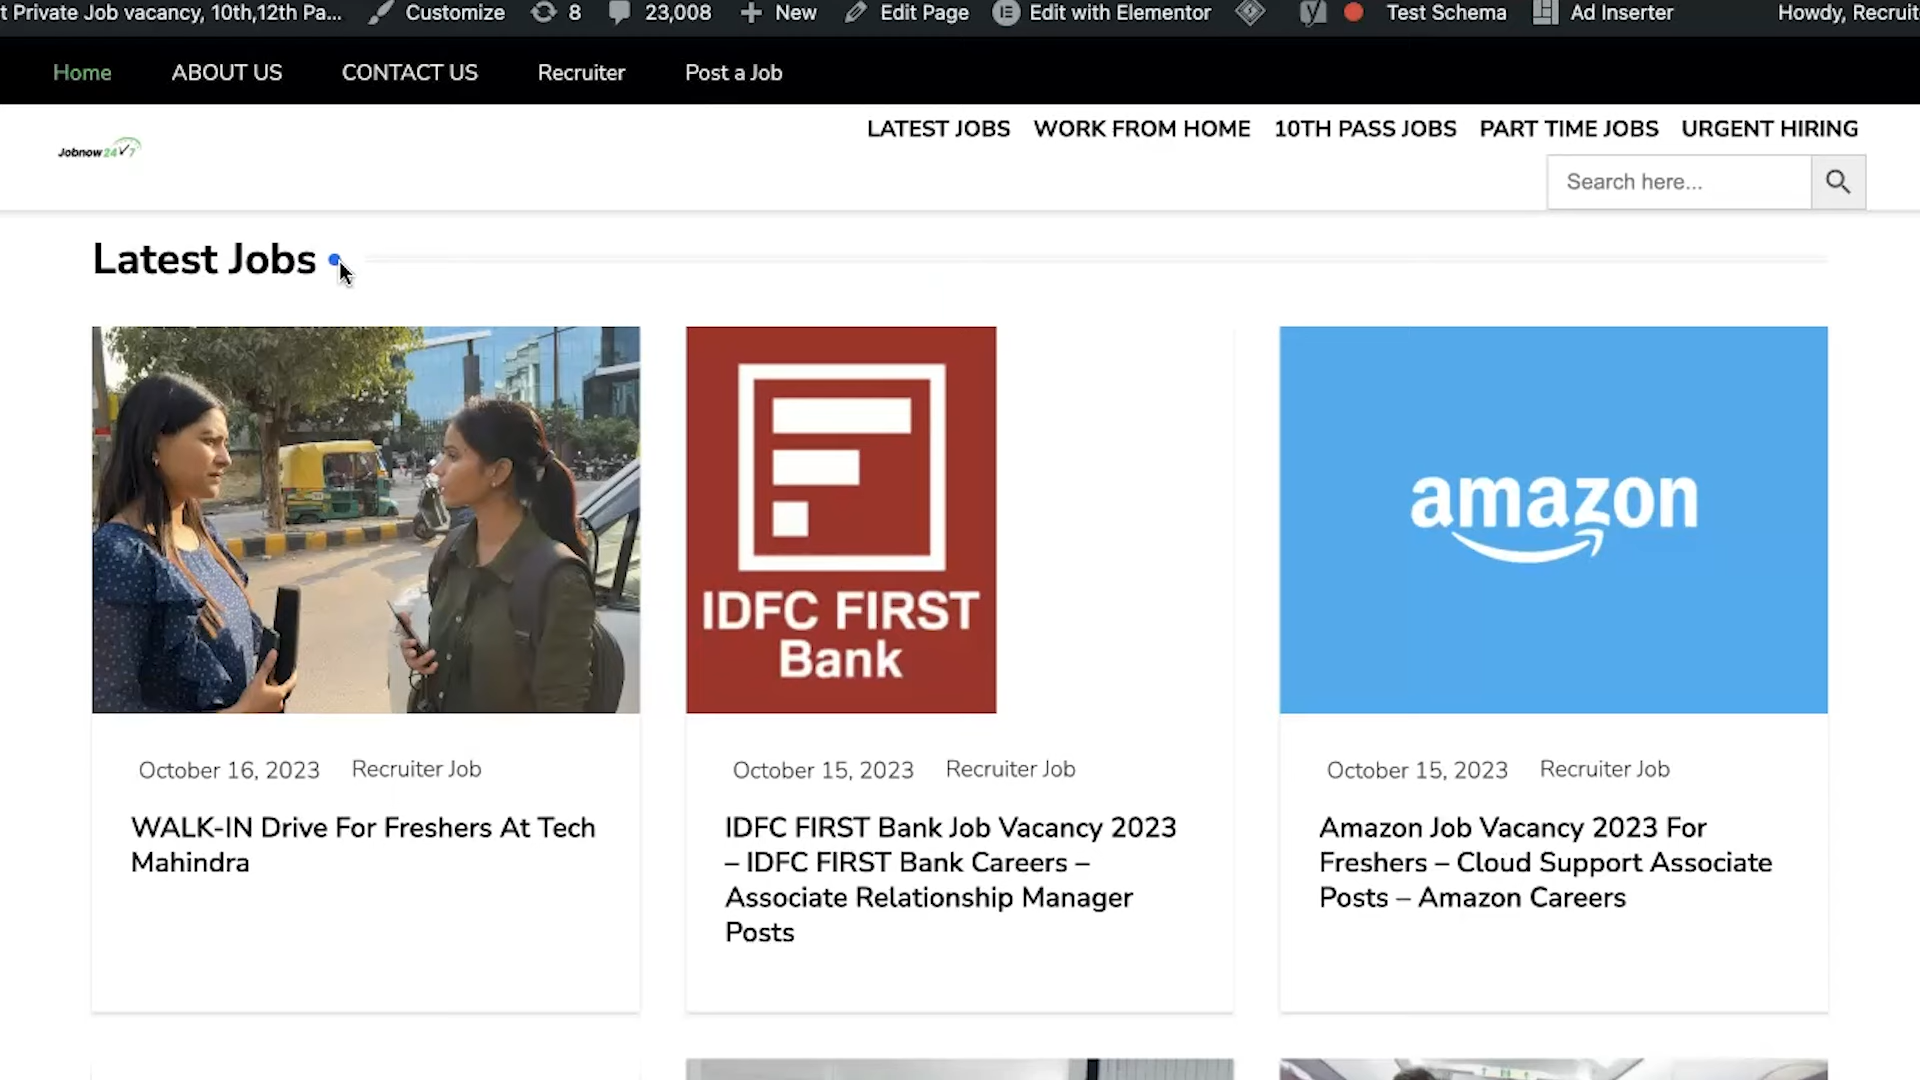 t Private Job vacancy, 10th,12th Pa... Customize 8 23,008 New Edit Page Edit with Elementor Test Schema Ad Inserter Howdy, Recruit
Home ABOUT US CONTACT US Recruiter Post a Job
Jobnow24✓7
LATEST JOBS WORK FROM HOME 10TH PASS JOBS PART TIME JOBS URGENT HIRING
Search here...
Latest Jobs
IDFC FIRST
Bank
amazon
October 16, 2023 Recruiter Job
WALK-IN Drive For Freshers At Tech
Mahindra
October 15, 2023 Recruiter Job
IDFC FIRST Bank Job Vacancy 2023
– IDFC FIRST Bank Careers –
Associate Relationship Manager
Posts
October 15, 2023 Recruiter Job
Amazon Job Vacancy 2023 For
Freshers – Cloud Support Associate
Posts – Amazon Careers